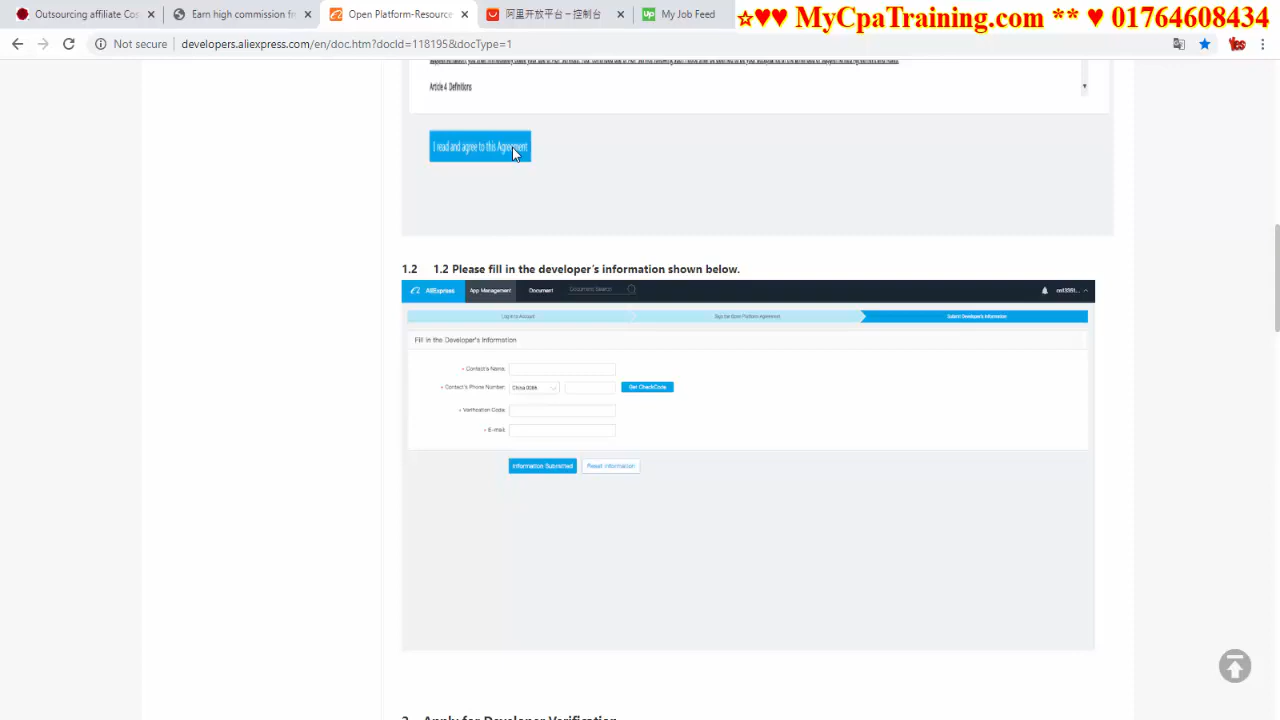 Outsourcing affiliate Cos
Earn high commission fr
Open Platform-Resource
阿里开放平台 – 控制台
My Job Feed
☆♥♥ MyCpaTraining.com ** ♥ 01764608434
Not secure
developers.aliexpress.com/en/doc.htm?docId=118195&docType=1
Article 4 Definitions
I read and agree to this Agreement
1.2 1.2 Please fill in the developer's information shown below.
AliExpress App Management Document Document Search
Log in to Account Sign the Open Platform Agreement Submit Developer's Information
Fill in the Developer's Information
* Contact's Name:
* Contact's Phone Number: China 0086 Get CheckCode
* Verification Code:
* E-mail:
Information Submitted Reset Information
2 Apply for Developer Verification